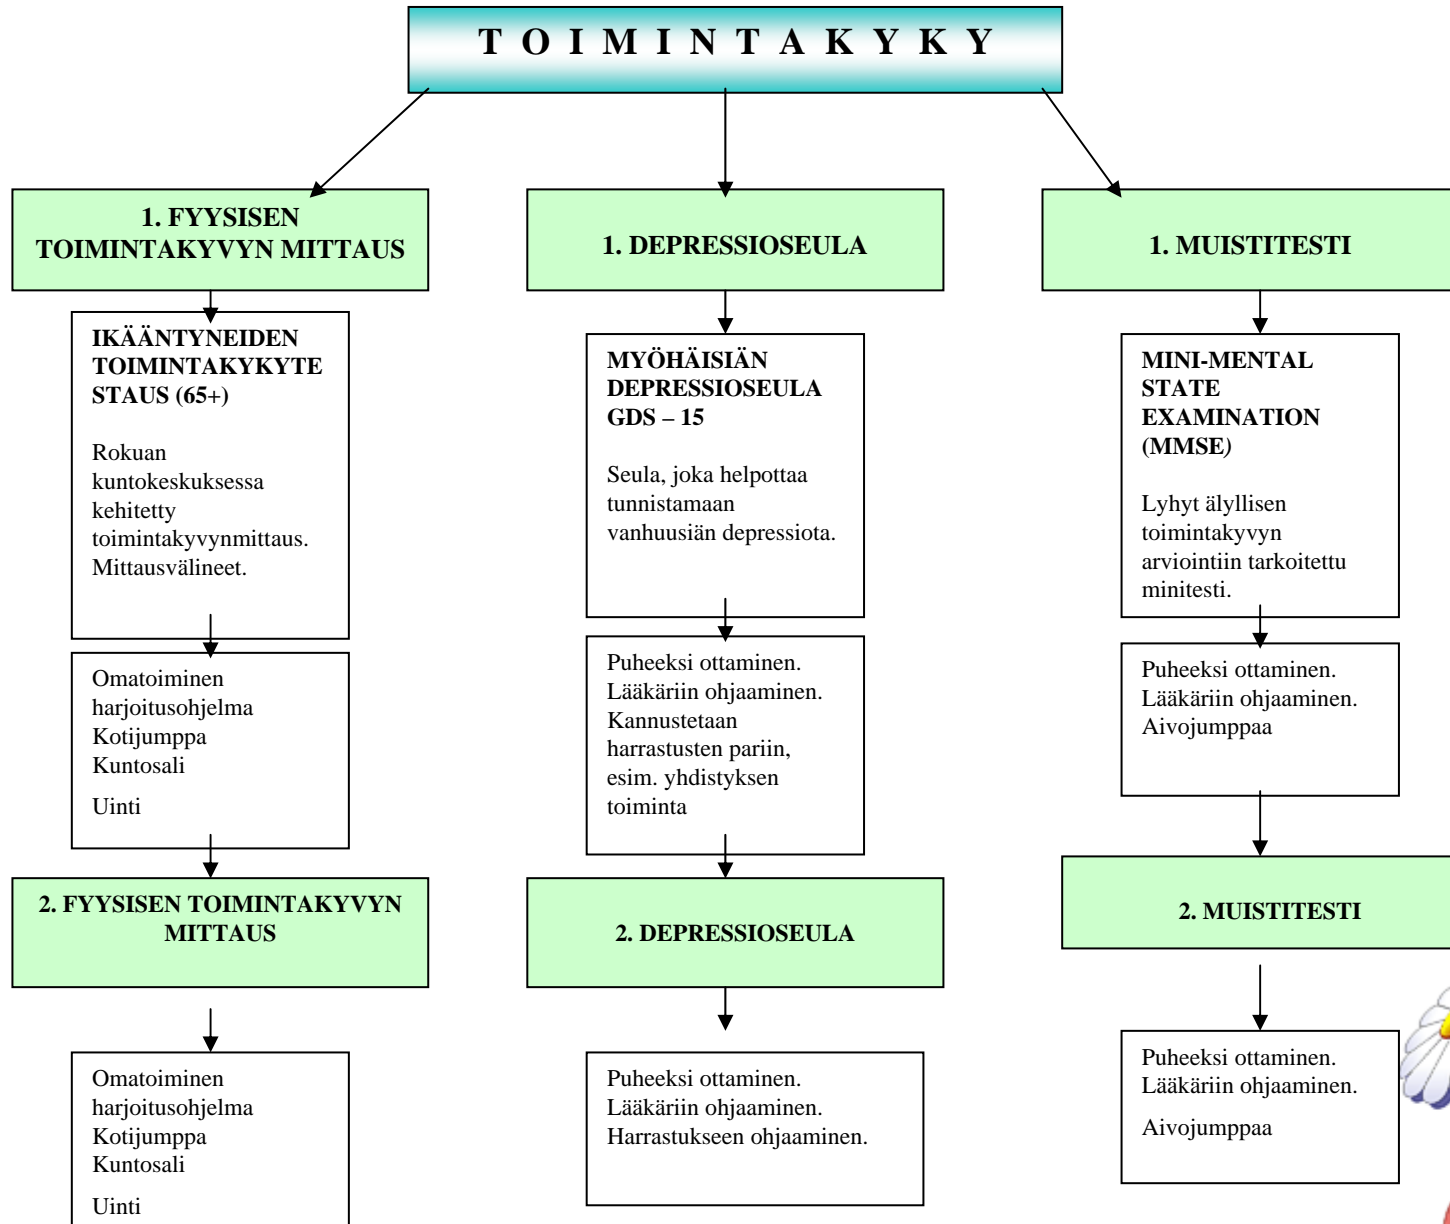 T O I M I N T A K Y K Y
1. FYYSISEN
TOIMINTAKYVYN MITTAUS
IKÄÄNTYNEIDEN
TOIMINTAKYKYTE
STAUS (65+)
Rokuan
kuntokeskuksessa
kehitetty
toimintakyvynmittaus.
Mittausvälineet.
Omatoiminen
harjoitusohjelma
Kotijumppa
Kuntosali
Uinti
2. FYYSISEN TOIMINTAKYVYN
MITTAUS
Omatoiminen
harjoitusohjelma
Kotijumppa
Kuntosali
Uinti
1. DEPRESSIOSEULA
MYÖHÄISIÄN
DEPRESSIOSEULA
GDS – 15
Seula, joka helpottaa
tunnistamaan
vanhuusiän depressiota.
Puheeksi ottaminen.
Lääkäriin ohjaaminen.
Kannustetaan
harrastusten pariin,
esim. yhdistyksen
toiminta
2. DEPRESSIOSEULA
Puheeksi ottaminen.
Lääkäriin ohjaaminen.
Harrastukseen ohjaaminen.
1. MUISTITESTI
MINI-MENTAL
STATE
EXAMINATION
(MMSE)
Lyhyt älyllisen
toimintakyvyn
arviointiin tarkoitettu
minitesti.
Puheeksi ottaminen.
Lääkäriin ohjaaminen.
Aivojumppaa
2. MUISTITESTI
Puheeksi ottaminen.
Lääkäriin ohjaaminen.
Aivojumppaa